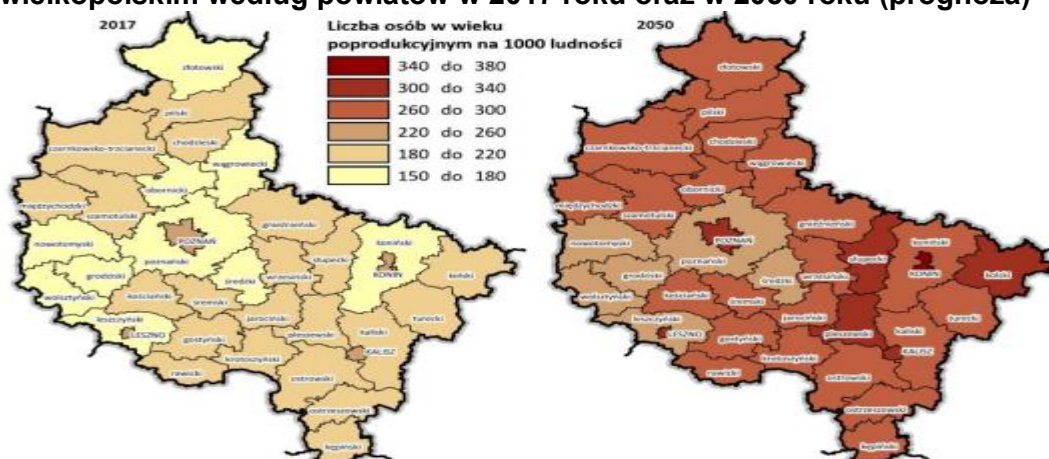 wielkopolskim według powiatów w 2017 roku oraz w 2050 roku (prognoza)
2017
Liczba osób w wieku
poprodukcyjnym na 1000 ludności
340 do 380
300 do 340
260 do 300
220 do 260
180 do 220
150 do 180
złotowski
pilski
czarnkowsko-trzcianecki
chodzieski
wągrowiecki
obornicki
międzychodzki
szamotulski
gnieźnieński
nowotomyski
POZNAŃ
poznański
koniński
KONIN
słupecki
kolski
grodziski
średzki
wrzesiński
wolsztyński
kościański
śremski
leszczyński
LESZNO
jarociński
turecki
pleszewski
kaliski
KALISZ
gostyński
krotoszyński
rawicki
ostrowski
ostrzeszowski
kępiński
2050
złotowski
pilski
chodzieski
czarnkowsko-trzcianecki
wągrowiecki
obornicki
międzychodzki
szamotulski
gnieźnieński
nowotomyski
POZNAŃ
poznański
koniński
KONIN
słupecki
kolski
grodziski
średzki
wrzesiński
wolsztyński
kościański
śremski
leszczyński
LESZNO
jarociński
turecki
pleszewski
kaliski
KALISZ
gostyński
krotoszyński
rawicki
ostrowski
ostrzeszowski
kępiński